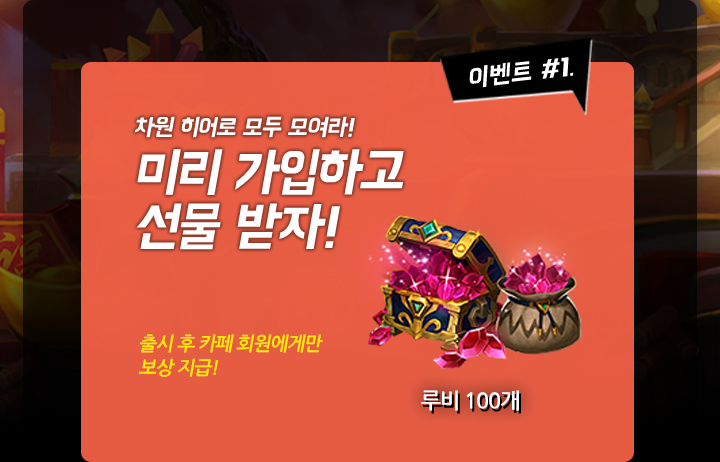 이벤트 #1.
차원 히어로 모두 모여라!
미리 가입하고
선물 받자!
출시 후 카페 회원에게만
보상 지급!
루비 100개